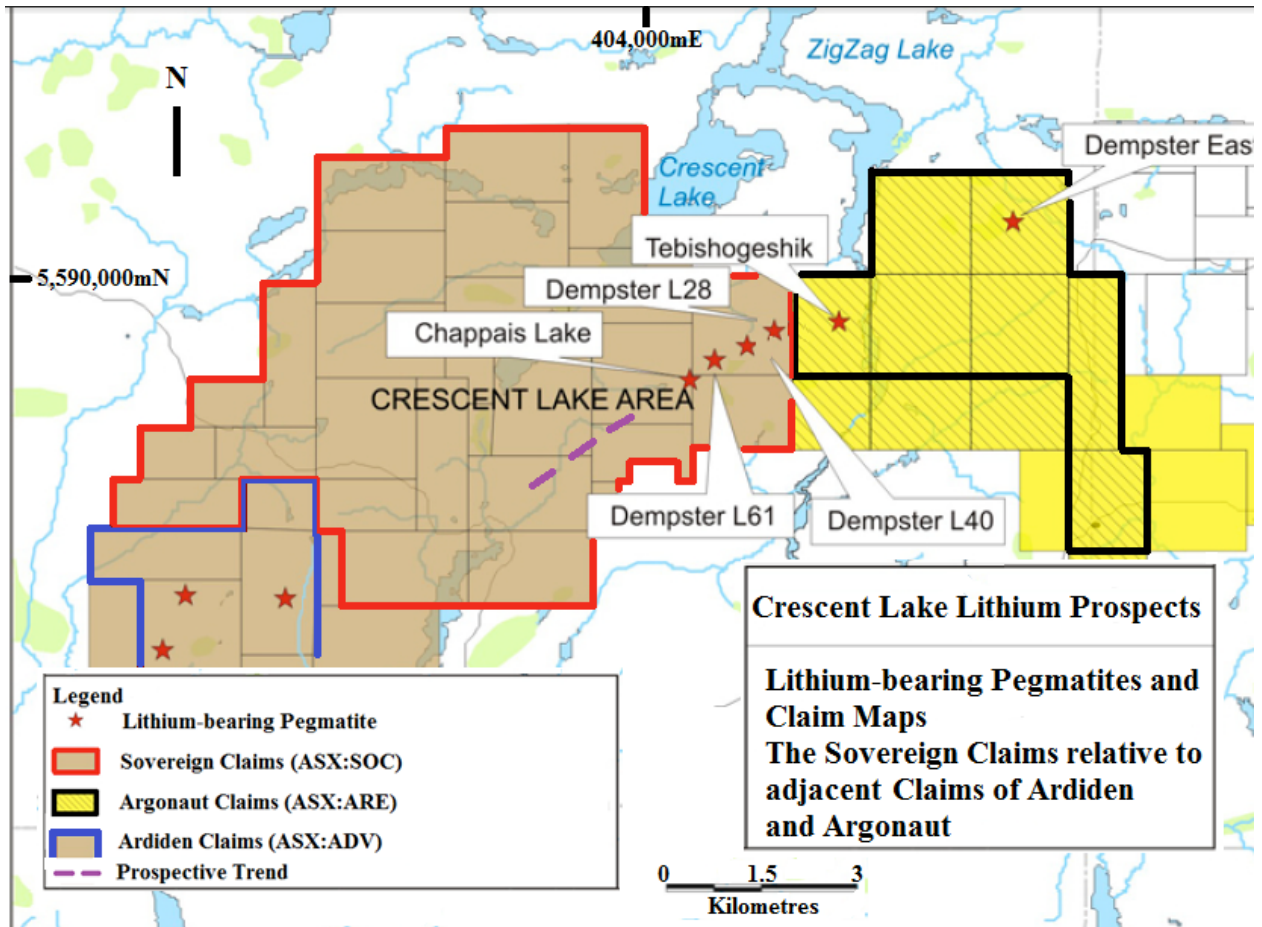 404,000mE
ZigZag Lake
N
Dempster East
Crescent
Lake
Tebishogeshik
5,590,000mN
Dempster L28
Chappais Lake
CRESCENT LAKE AREA
Dempster L61
Dempster L40
Crescent Lake Lithium Prospects
Lithium-bearing Pegmatites and
Claim Maps
The Sovereign Claims relative to
adjacent Claims of Ardiden
and Argonaut
Legend
Lithium-bearing Pegmatite
Sovereign Claims (ASX:SOC)
Argonaut Claims (ASX:ARE)
Ardiden Claims (ASX:ADV)
Prospective Trend
0 1.5 3
Kilometres